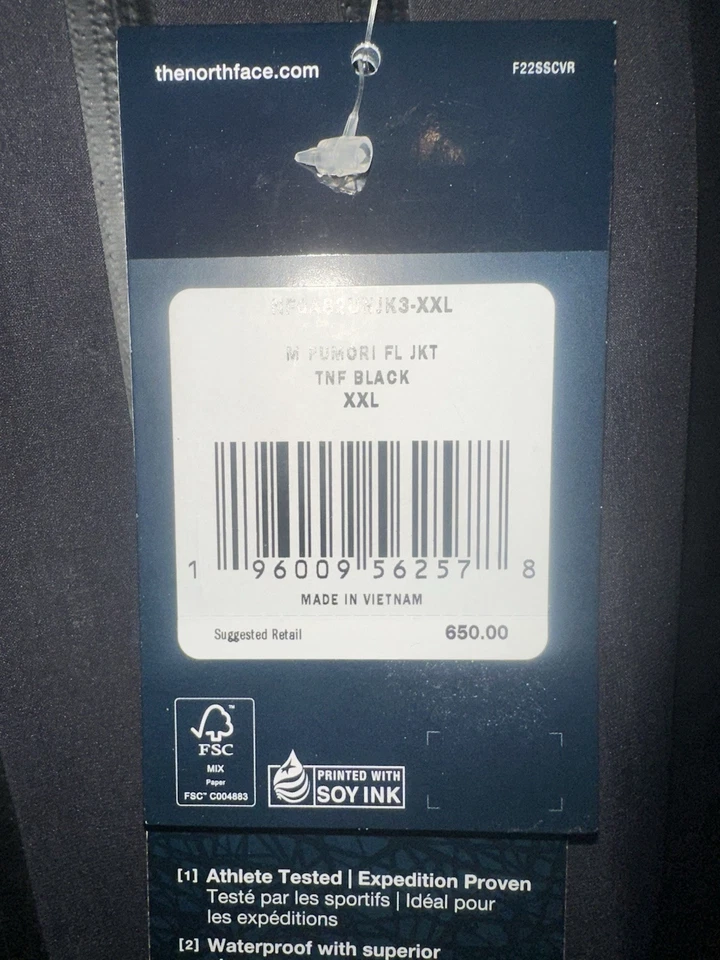 thenorthface.com
F22SSCVR
M PUMORI FL JKT
TNF BLACK
XXL
1 96009 56257 8
MADE IN VIETNAM
Suggested Retail 650.00
FSC™
MIX
Paper
FSC™ C004883
PRINTED WITH
SOY INK
[1] Athlete Tested | Expedition Proven
Testé par les sportifs | Idéal pour
les expéditions
[2] Waterproof with superior